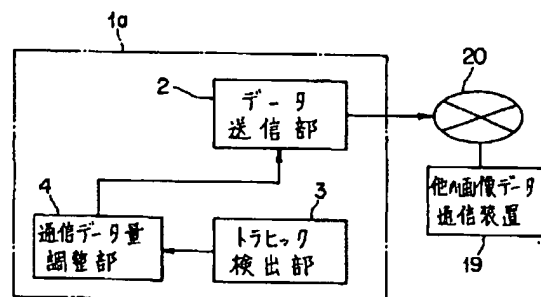 1a
2
データ
送信部
20
4
通信データ量
調整部
3
トラヒック
検出部
他の画像データ
通信装置
19